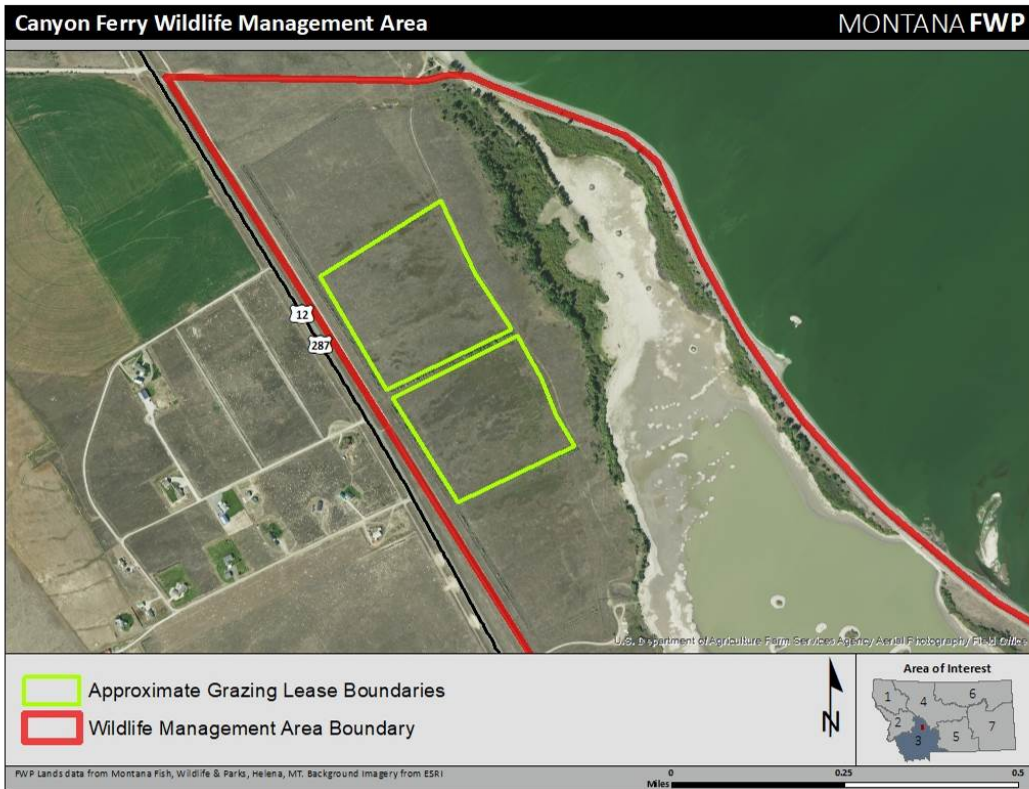 Canyon Ferry Wildlife Management Area
MONTANA FWP
12
287
U.S. Department of Agriculture Farm Services Agency Aerial Photography Field Office
Approximate Grazing Lease Boundaries
Wildlife Management Area Boundary
N
Area of Interest
1
4
6
2
7
3
5
FWP Lands data from Montana Fish, Wildlife & Parks, Helena, MT. Background Imagery from ESRI
0
0.25
0.5
Miles